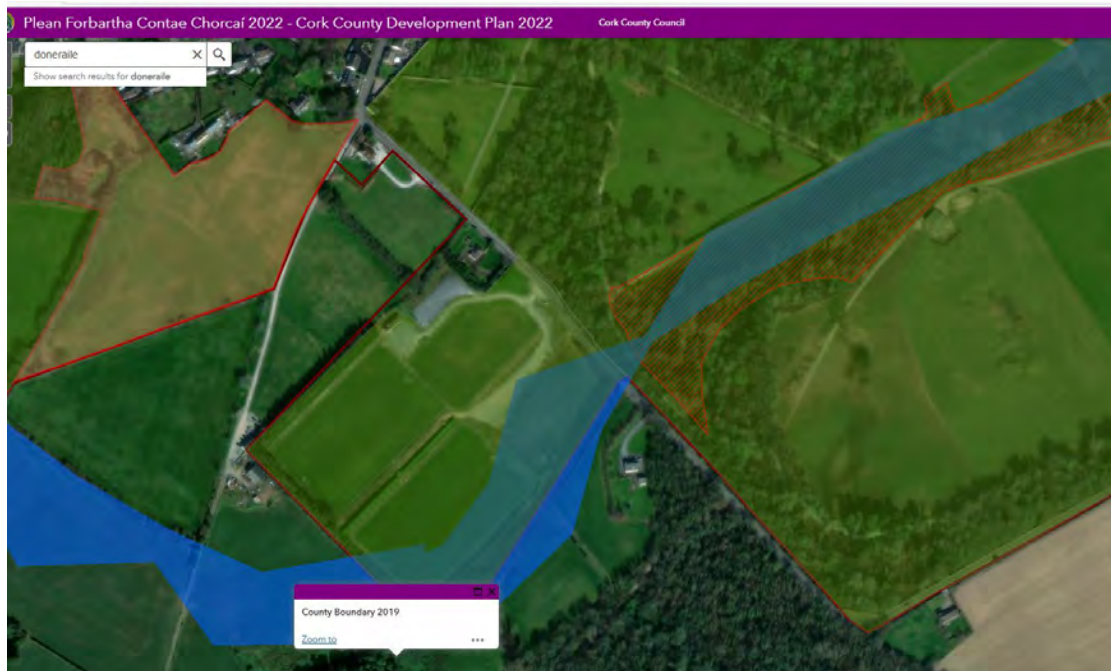 Plean Forbartha Contae Chorcaí 2022 - Cork County Development Plan 2022
Cork County Council
doneraile
Show search results for doneraile
County Boundary 2019
Zoom to